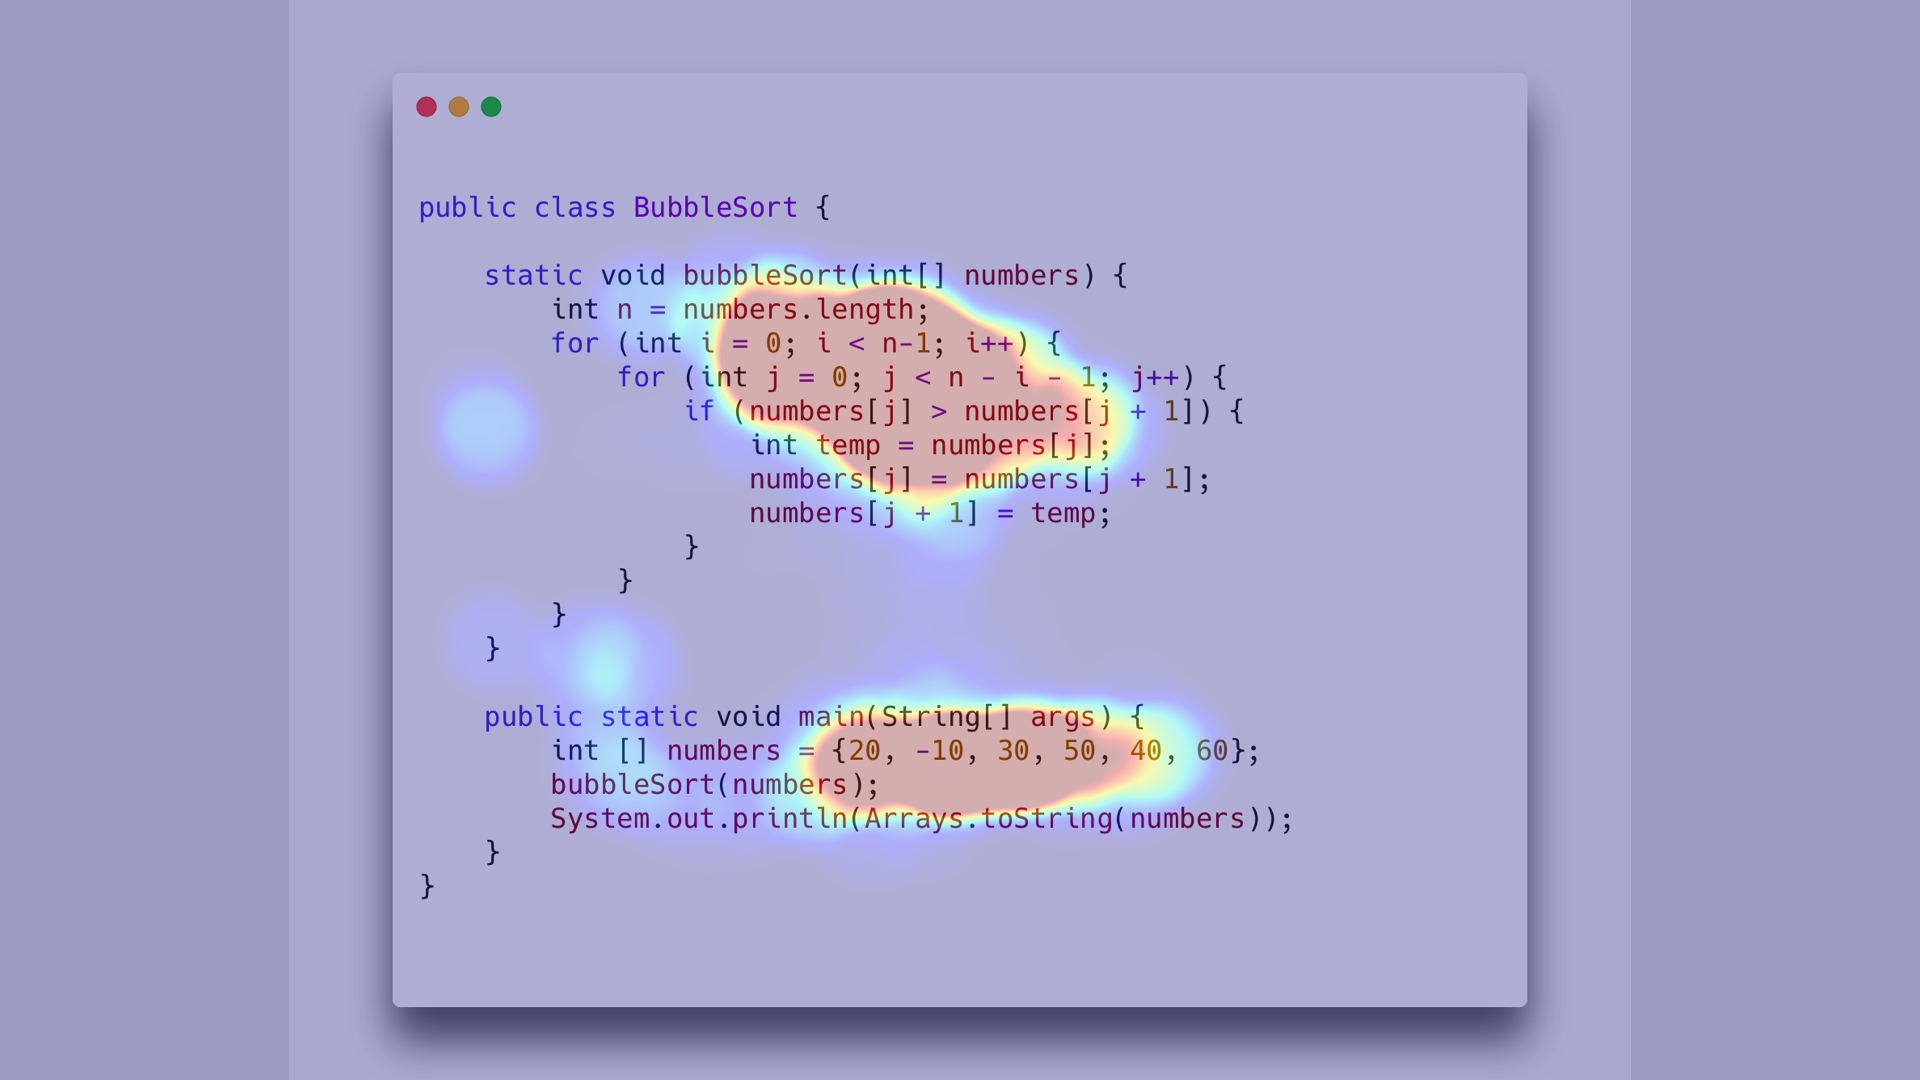 public class BubbleSort {
static void bubbleSort(int[] numbers) {
int n = numbers.length;
for (int i = 0; i < n-1; i++) {
for (int j = 0; j < n - i - 1; j++) {
if (numbers[j] > numbers[j + 1]) {
int temp = numbers[j];
numbers[j] = numbers[j + 1];
numbers[j + 1] = temp;
}
}
}
}
public static void main(String[] args) {
int [] numbers = {20, -10, 30, 50, 40, 60};
bubbleSort(numbers);
System.out.println(Arrays.toString(numbers));
}
}